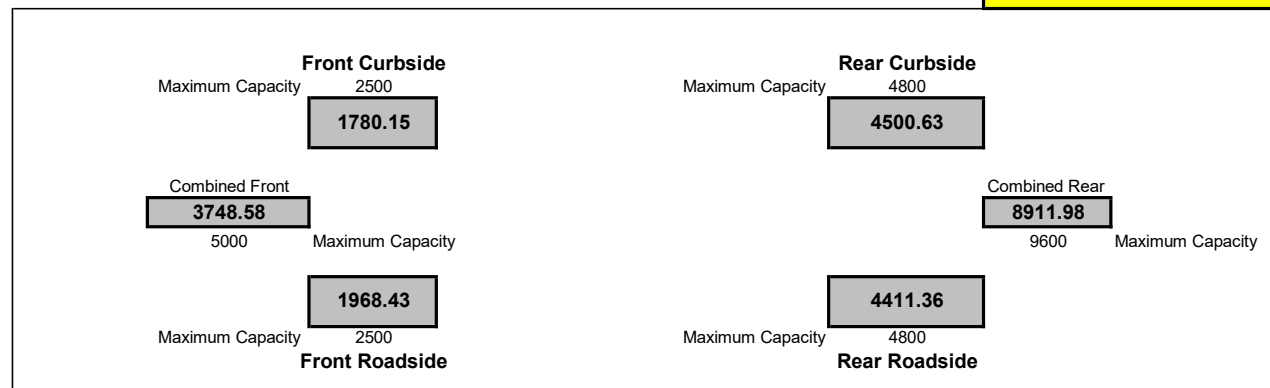 Front Curbside Rear Curbside
Maximum Capacity 2500 Maximum Capacity 4800
1780.15 4500.63
Combined Front Combined Rear
3748.58 8911.98
5000 Maximum Capacity 9600 Maximum Capacity
1968.43 4411.36
Maximum Capacity 2500 Maximum Capacity 4800
Front Roadside Rear Roadside